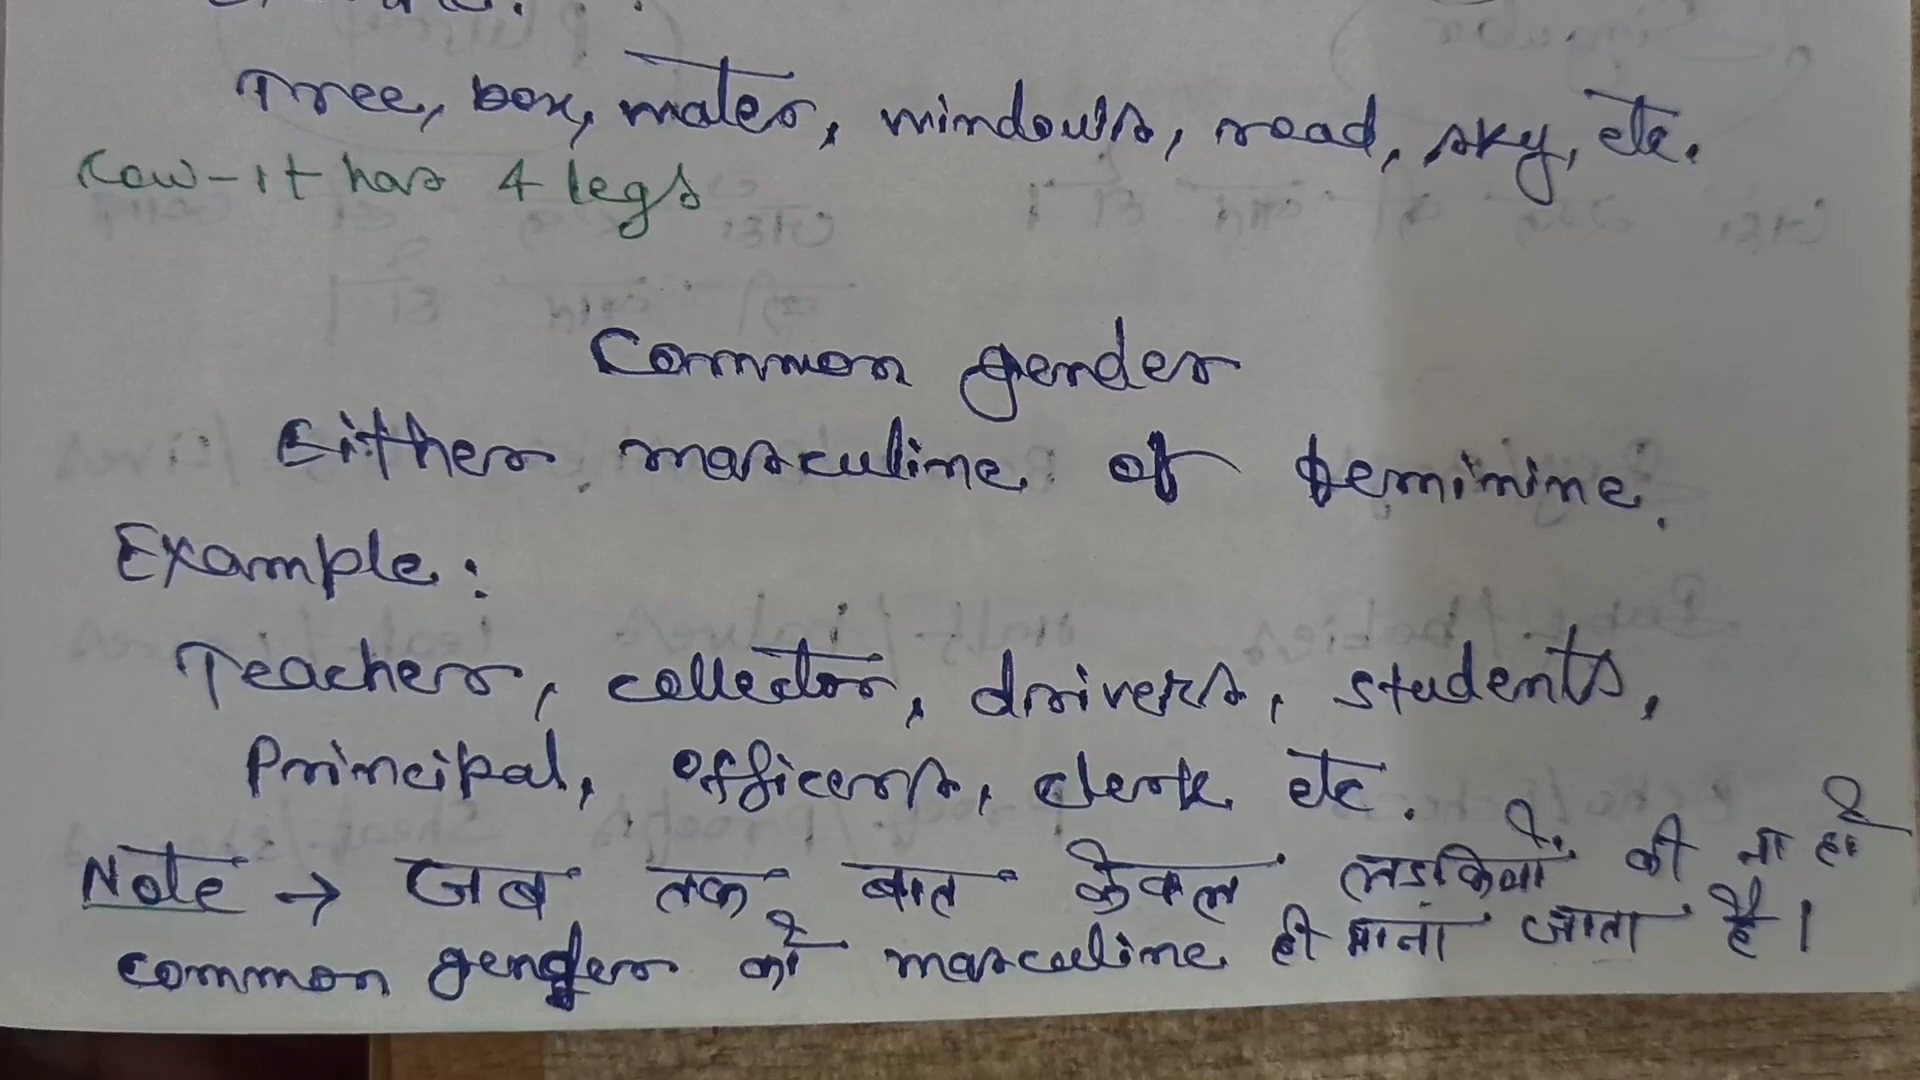 Tree, box, water, windows, road, sky, etc.
Cow - It has 4 legs
Common gender
Either masculine of feminine.
Example:
Teacher, collector, drivers, students,
Principal, officers, clerk etc.
Note → जब तक बात केवल लड़कियों की ना हो
common gender को masculine ही माना जाता है।